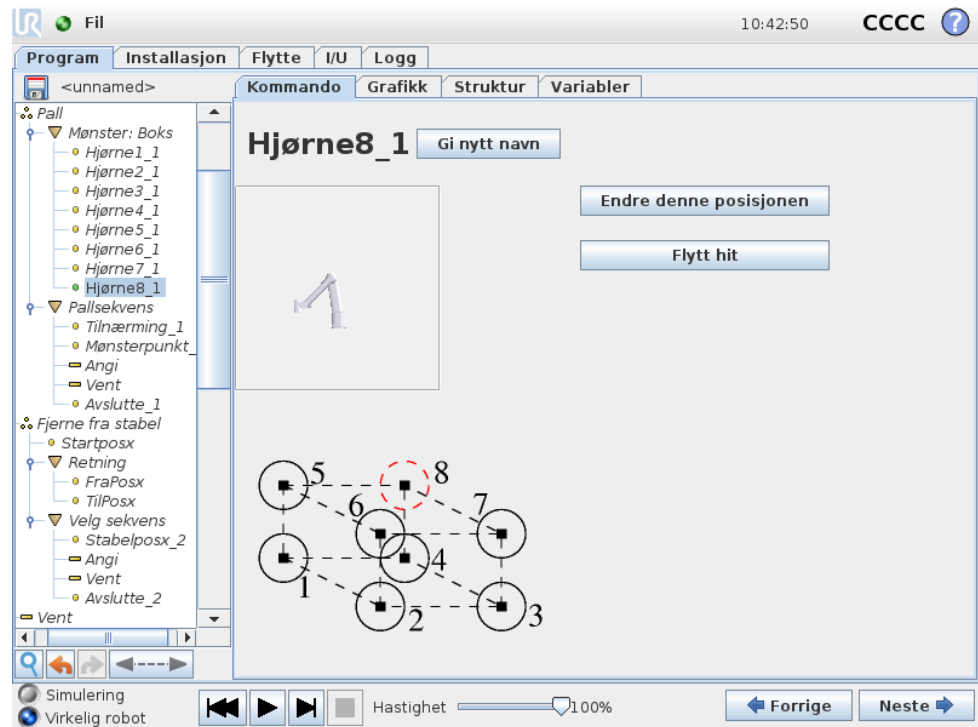 UR Fil 10:42:50 CCCC ?
Program Installasjon Flytte I/U Logg
<unnamed>
Kommando Grafikk Struktur Variabler
Pall
Mønster: Boks
Hjørne1_1
Hjørne2_1
Hjørne3_1
Hjørne4_1
Hjørne5_1
Hjørne6_1
Hjørne7_1
Hjørne8_1
Pallsekvens
Tilnærming_1
Mønsterpunkt_
Angi
Vent
Avslutte_1
Fjerne fra stabel
Startposx
Retning
FraPosx
TilPosx
Velg sekvens
Stabelposx_2
Angi
Vent
Avslutte_2
Vent
Hjørne8_1 Gi nytt navn
Endre denne posisjonen
Flytt hit
5 8
6 7
1 4
2 3
Simulering
Virkelig robot
Hastighet 100%
Forrige Neste